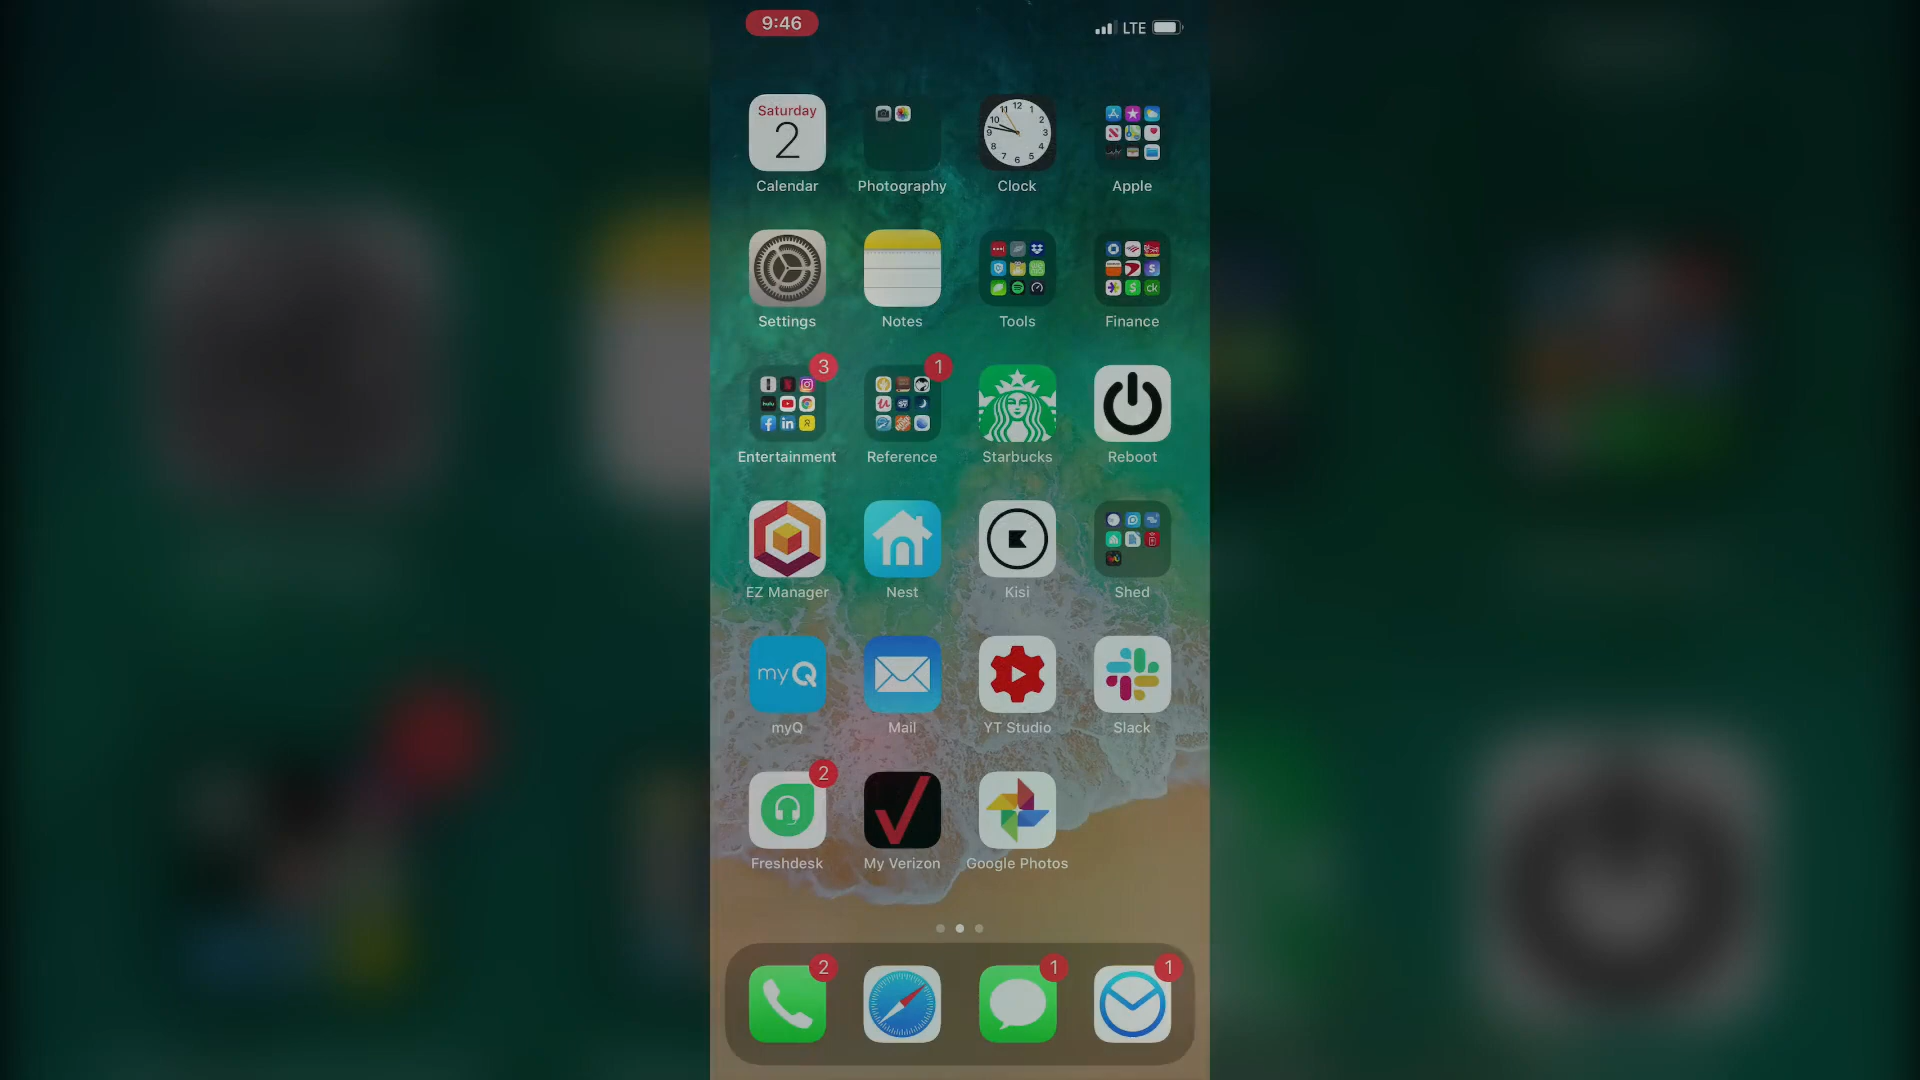 9:46 LTE
Saturday
2
Calendar Photography Clock Apple
Settings Notes Tools Finance
3 1
Entertainment Reference Starbucks Reboot
EZ Manager Nest Kisi Shed
myQ
myQ Mail YT Studio Slack
2
Freshdesk My Verizon Google Photos
2 1 1